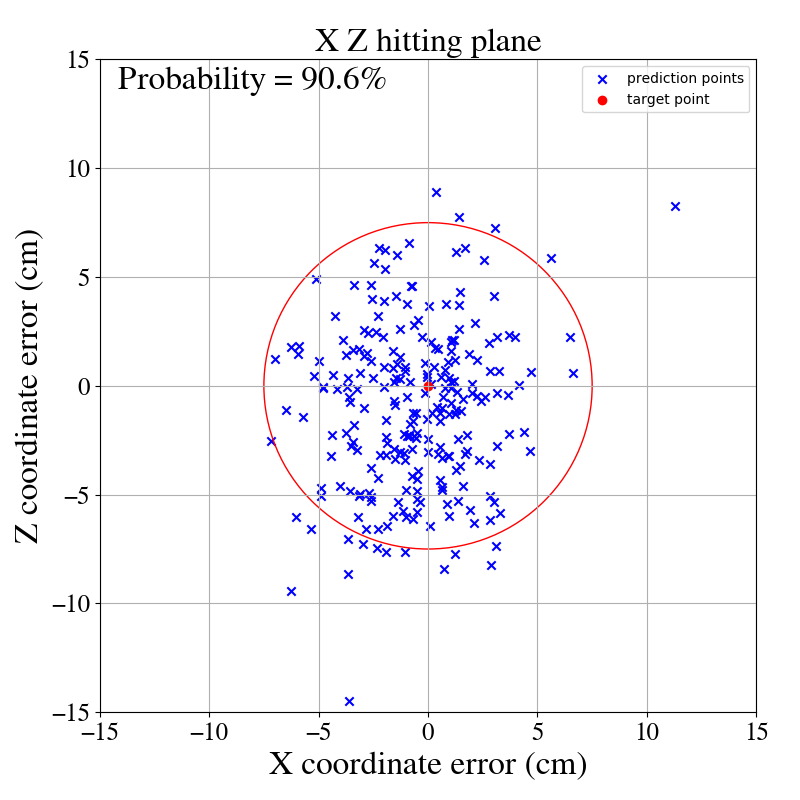 X Z hitting plane
Probability = 90.6%
prediction points
target point
15
10
5
0
−5
−10
−15
−15
−10
−5
0
5
10
15
Z coordinate error (cm)
X coordinate error (cm)